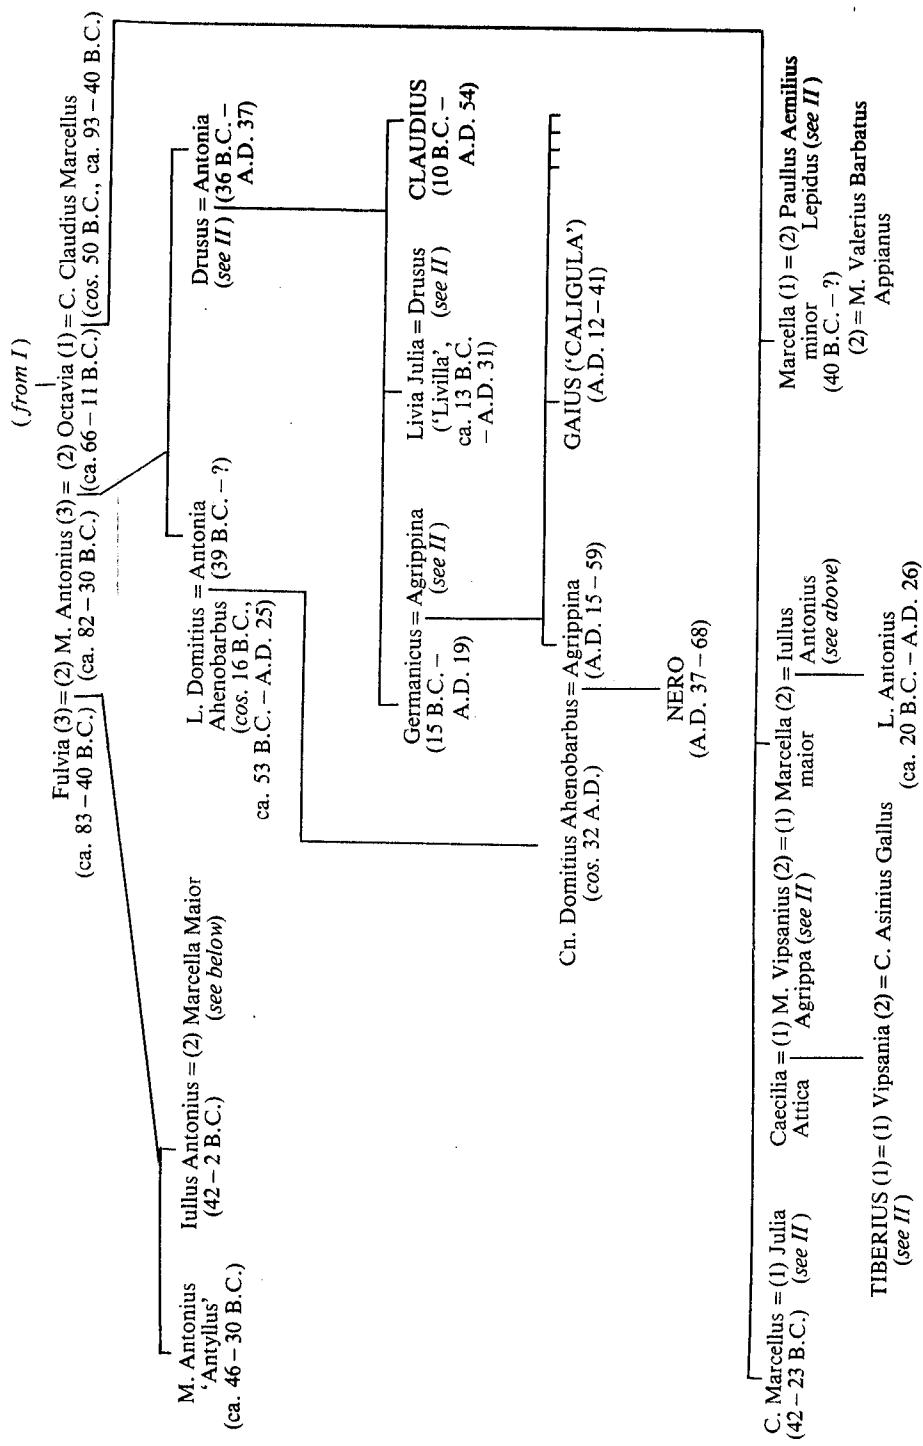 (from I)
Fulvia (3) = (2) M. Antonius (3) = (2) Octavia (1) = C. Claudius Marcellus
(ca. 83–40 B.C.) (ca. 82–30 B.C.) (ca. 66–11 B.C.) (cos. 50 B.C., ca. 93–40 B.C.)
M. Antonius
'Antyllus'
(ca. 46–30 B.C.)
Iullus Antonius = (2) Marcella Maior
(42–2 B.C.) (see below)
L. Domitius = Antonia
Ahenobarbus (39 B.C.–?)
(cos. 16 B.C.,
ca. 53 B.C.–A.D. 25)
Drusus = Antonia
(see II) (36 B.C.–
A.D. 37)
Germanicus = Agrippina
(15 B.C.– (see II)
A.D. 19)
Livia Julia = Drusus
('Livilla', (see II)
ca. 13 B.C.
–A.D. 31)
CLAUDIUS
(10 B.C.–
A.D. 54)
Cn. Domitius Ahenobarbus = Agrippina
(cos. 32 A.D.) (A.D. 15–59)
GAIUS ('CALIGULA')
(A.D. 12–41)
NERO
(A.D. 37–68)
C. Marcellus = (1) Julia
(42–23 B.C.) (see II)
Caecilia = (1) M. Vipsanius (2) = (1) Marcella (2) = Iullus
Attica Agrippa (see II) maior Antonius
(see above)
Marcella (1) = (2) Paullus Aemilius
minor Lepidus (see II)
(40 B.C.–?)
(2) = M. Valerius Barbatus
Appianus
TIBERIUS (1) = (1) Vipsania (2) = C. Asinius Gallus
(see II)
L. Antonius
(ca. 20 B.C.–A.D. 26)